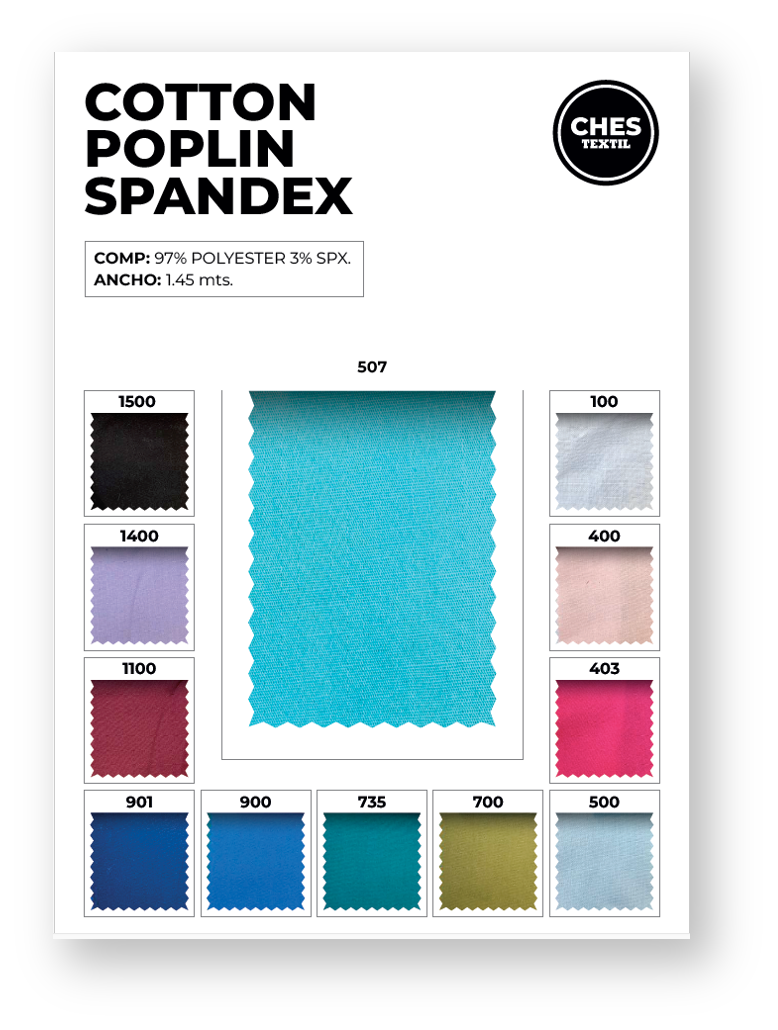 COTTON
POPLIN
SPANDEX
CHES
TEXTIL
COMP: 97% POLYESTER 3% SPX.
ANCHO: 1.45 mts.
507
1500
100
1400
400
1100
403
901
900
735
700
500